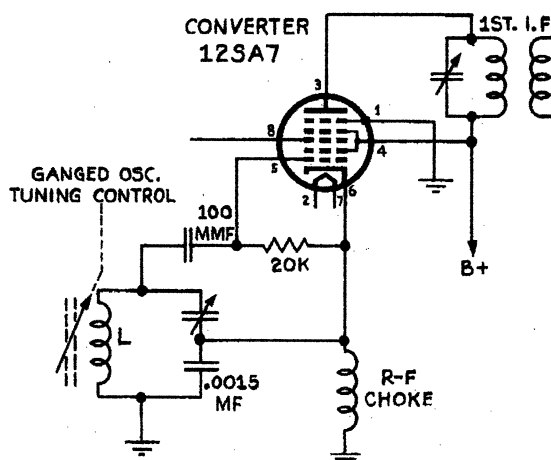 CONVERTER
12SA7
1ST. I.F
3
1
8
4
5
6
2
7
GANGED OSC.
TUNING CONTROL
100
MMF
20K
B+
L
.0015
MF
R-F
CHOKE